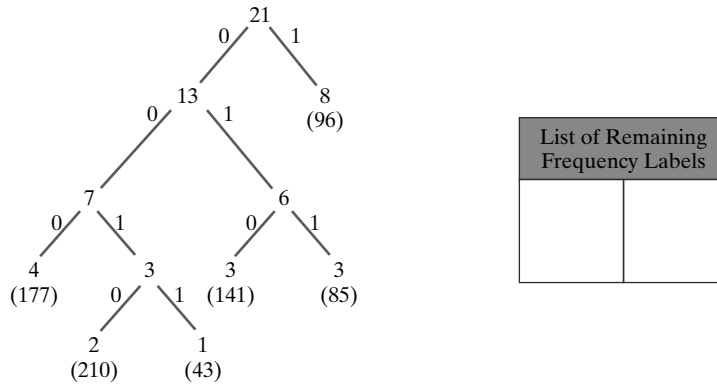 21
0 1
13 8
(96)
0 1
7 6
0 1 0 1
4 3 3 3
(177) (141) (85)
0 1
2 1
(210) (43)
List of Remaining
Frequency Labels